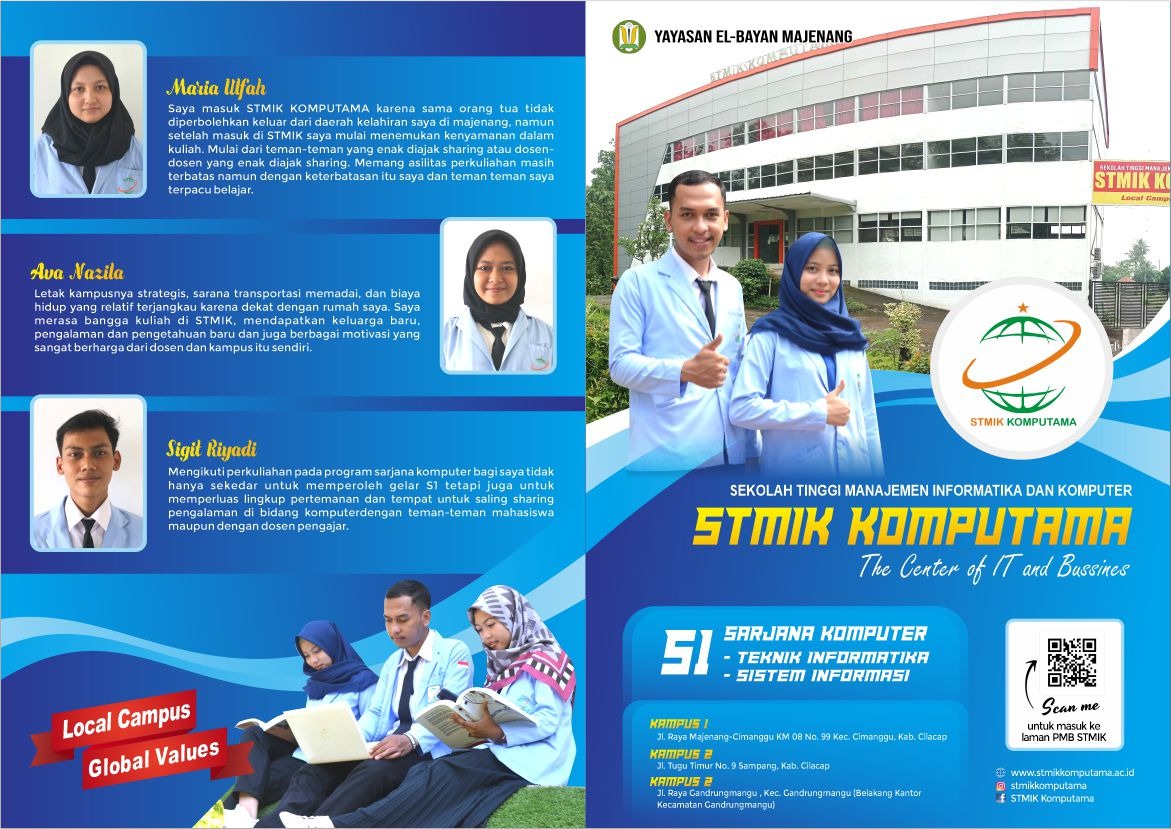 Maria Ulfah
Saya masuk STMIK KOMPUTAMA karena sama orang tua tidak
diperbolehkan keluar dari daerah kelahiran saya di majenang, namun
setelah masuk di STMIK saya mulai menemukan kenyamanan dalam
kuliah. Mulai dari teman-teman yang enak diajak sharing atau dosen-
dosen yang enak diajak sharing. Memang asilitas perkuliahan masih
terbatas namun dengan keterbatasan itu saya dan teman teman saya
terpacu belajar.
Ava Nazila
Letak kampusnya strategis, sarana transportasi memadai, dan biaya
hidup yang relatif terjangkau karena dekat dengan rumah saya. Saya
merasa bangga kuliah di STMIK, mendapatkan keluarga baru,
pengalaman dan pengetahuan baru dan juga berbagai motivasi yang
sangat berharga dari dosen dan kampus itu sendiri.
Sigit Riyadi
Mengikuti perkuliahan pada program sarjana komputer bagi saya tidak
hanya sekedar untuk memperoleh gelar S1 tetapi juga untuk
memperluas lingkup pertemanan dan tempat untuk saling sharing
pengalaman di bidang komputerdengan teman-teman mahasiswa
maupun dengan dosen pengajar.
Local Campus
Global Values
YAYASAN EL-BAYAN MAJENANG
STMIK KOMPUTAMA
SEKOLAH TINGGI MANAJEM
STMIK KO
Local Camp
STMIK KOMPUTAMA
SEKOLAH TINGGI MANAJEMEN INFORMATIKA DAN KOMPUTER
STMIK KOMPUTAMA
The Center of IT and Bussines
S1
SARJANA KOMPUTER
- TEKNIK INFORMATIKA
- SISTEM INFORMASI
KAMPUS 1
Jl. Raya Majenang-Cimanggu KM 08 No. 99 Kec. Cimanggu, Kab. Cilacap
KAMPUS 2
Jl. Tugu Timur No. 9 Sampang, Kab. Cilacap
KAMPUS 2
Jl. Raya Gandrungmangu , Kec. Gandrungmangu (Belakang Kantor
Kecamatan Gandrungmangu)
Scan me
untuk masuk ke
laman PMB STMIK
www.stmikkomputama.ac.id
stmikkomputama
STMIK Komputama